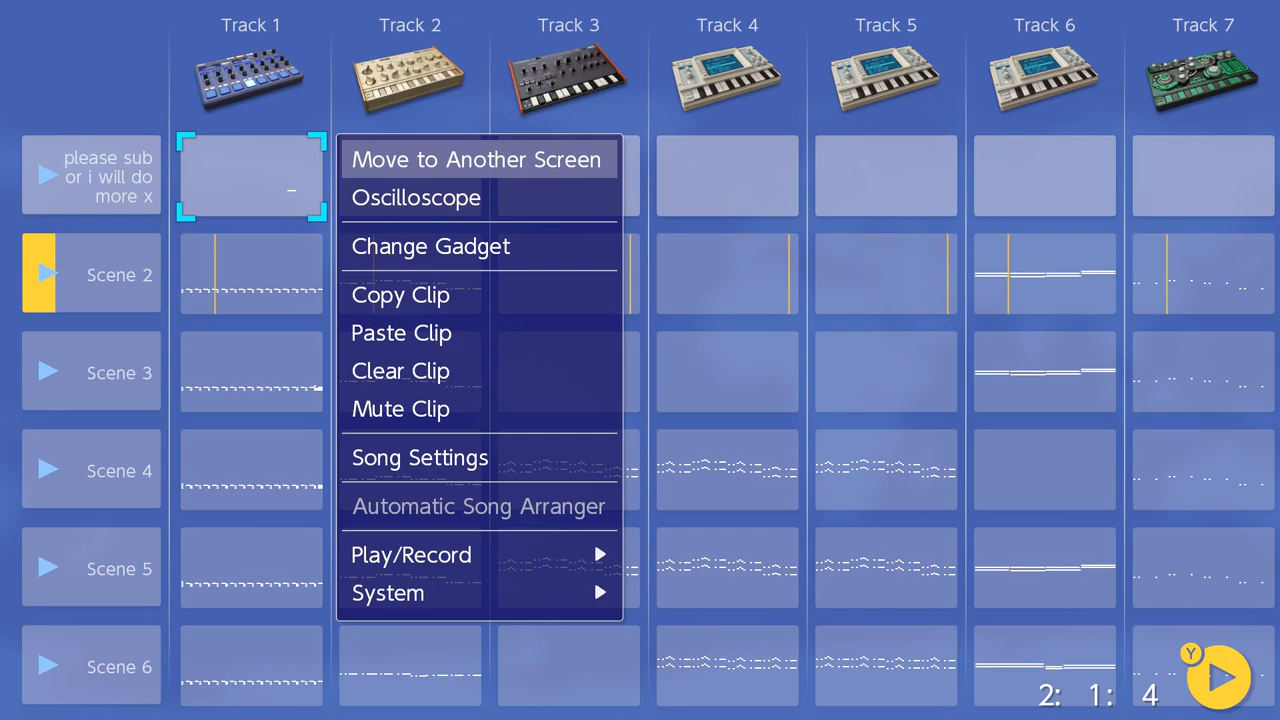 Track 1
Track 2
Track 3
Track 4
Track 5
Track 6
Track 7
please sub
or i will do
more x
Scene 2
Scene 3
Scene 4
Scene 5
Scene 6
Move to Another Screen
Oscilloscope
Change Gadget
Copy Clip
Paste Clip
Clear Clip
Mute Clip
Song Settings
Automatic Song Arranger
Play/Record
System
Y
2: 1: 4